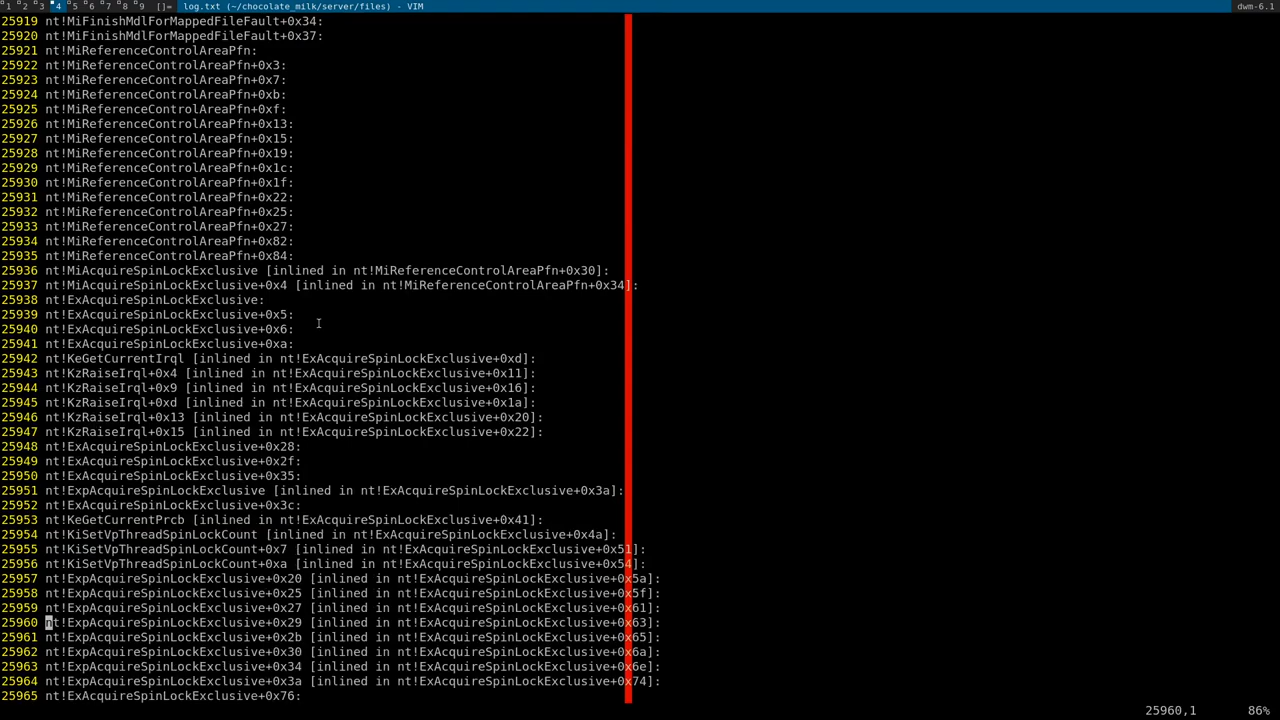 1 2 3 4 5 6 7 8 9 []= log.txt (~/chocolate_milk/server/files) - VIM dwm-6.1
25919 nt!MiFinishMdlForMappedFileFault+0x34:
25920 nt!MiFinishMdlForMappedFileFault+0x37:
25921 nt!MiReferenceControlAreaPfn:
25922 nt!MiReferenceControlAreaPfn+0x3:
25923 nt!MiReferenceControlAreaPfn+0x7:
25924 nt!MiReferenceControlAreaPfn+0xb:
25925 nt!MiReferenceControlAreaPfn+0xf:
25926 nt!MiReferenceControlAreaPfn+0x13:
25927 nt!MiReferenceControlAreaPfn+0x15:
25928 nt!MiReferenceControlAreaPfn+0x19:
25929 nt!MiReferenceControlAreaPfn+0x1c:
25930 nt!MiReferenceControlAreaPfn+0x1f:
25931 nt!MiReferenceControlAreaPfn+0x22:
25932 nt!MiReferenceControlAreaPfn+0x25:
25933 nt!MiReferenceControlAreaPfn+0x27:
25934 nt!MiReferenceControlAreaPfn+0x82:
25935 nt!MiReferenceControlAreaPfn+0x84:
25936 nt!MiAcquireSpinLockExclusive [inlined in nt!MiReferenceControlAreaPfn+0x30]:
25937 nt!MiAcquireSpinLockExclusive+0x4 [inlined in nt!MiReferenceControlAreaPfn+0x34]:
25938 nt!ExAcquireSpinLockExclusive:
25939 nt!ExAcquireSpinLockExclusive+0x5:
25940 nt!ExAcquireSpinLockExclusive+0x6:
25941 nt!ExAcquireSpinLockExclusive+0xa:
25942 nt!KeGetCurrentIrql [inlined in nt!ExAcquireSpinLockExclusive+0xd]:
25943 nt!KzRaiseIrql+0x4 [inlined in nt!ExAcquireSpinLockExclusive+0x11]:
25944 nt!KzRaiseIrql+0x9 [inlined in nt!ExAcquireSpinLockExclusive+0x16]:
25945 nt!KzRaiseIrql+0xd [inlined in nt!ExAcquireSpinLockExclusive+0x1a]:
25946 nt!KzRaiseIrql+0x13 [inlined in nt!ExAcquireSpinLockExclusive+0x20]:
25947 nt!KzRaiseIrql+0x15 [inlined in nt!ExAcquireSpinLockExclusive+0x22]:
25948 nt!ExAcquireSpinLockExclusive+0x28:
25949 nt!ExAcquireSpinLockExclusive+0x2f:
25950 nt!ExAcquireSpinLockExclusive+0x35:
25951 nt!ExpAcquireSpinLockExclusive [inlined in nt!ExAcquireSpinLockExclusive+0x3a]:
25952 nt!ExAcquireSpinLockExclusive+0x3c:
25953 nt!KeGetCurrentPrcb [inlined in nt!ExAcquireSpinLockExclusive+0x41]:
25954 nt!KiSetVpThreadSpinLockCount [inlined in nt!ExAcquireSpinLockExclusive+0x4a]:
25955 nt!KiSetVpThreadSpinLockCount+0x7 [inlined in nt!ExAcquireSpinLockExclusive+0x51]:
25956 nt!KiSetVpThreadSpinLockCount+0xa [inlined in nt!ExAcquireSpinLockExclusive+0x54]:
25957 nt!ExpAcquireSpinLockExclusive+0x20 [inlined in nt!ExAcquireSpinLockExclusive+0x5a]:
25958 nt!ExpAcquireSpinLockExclusive+0x25 [inlined in nt!ExAcquireSpinLockExclusive+0x5f]:
25959 nt!ExpAcquireSpinLockExclusive+0x27 [inlined in nt!ExAcquireSpinLockExclusive+0x61]:
25960 nt!ExpAcquireSpinLockExclusive+0x29 [inlined in nt!ExAcquireSpinLockExclusive+0x63]:
25961 nt!ExpAcquireSpinLockExclusive+0x2b [inlined in nt!ExAcquireSpinLockExclusive+0x65]:
25962 nt!ExpAcquireSpinLockExclusive+0x30 [inlined in nt!ExAcquireSpinLockExclusive+0x6a]:
25963 nt!ExpAcquireSpinLockExclusive+0x34 [inlined in nt!ExAcquireSpinLockExclusive+0x6e]:
25964 nt!ExpAcquireSpinLockExclusive+0x3a [inlined in nt!ExAcquireSpinLockExclusive+0x74]:
25965 nt!ExAcquireSpinLockExclusive+0x76:
25960,1 86%